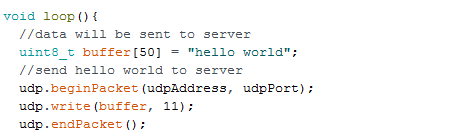 void loop(){
//data will be sent to server
uint8_t buffer[50] = "hello world";
//send hello world to server
udp.beginPacket(udpAddress, udpPort);
udp.write(buffer, 11);
udp.endPacket();